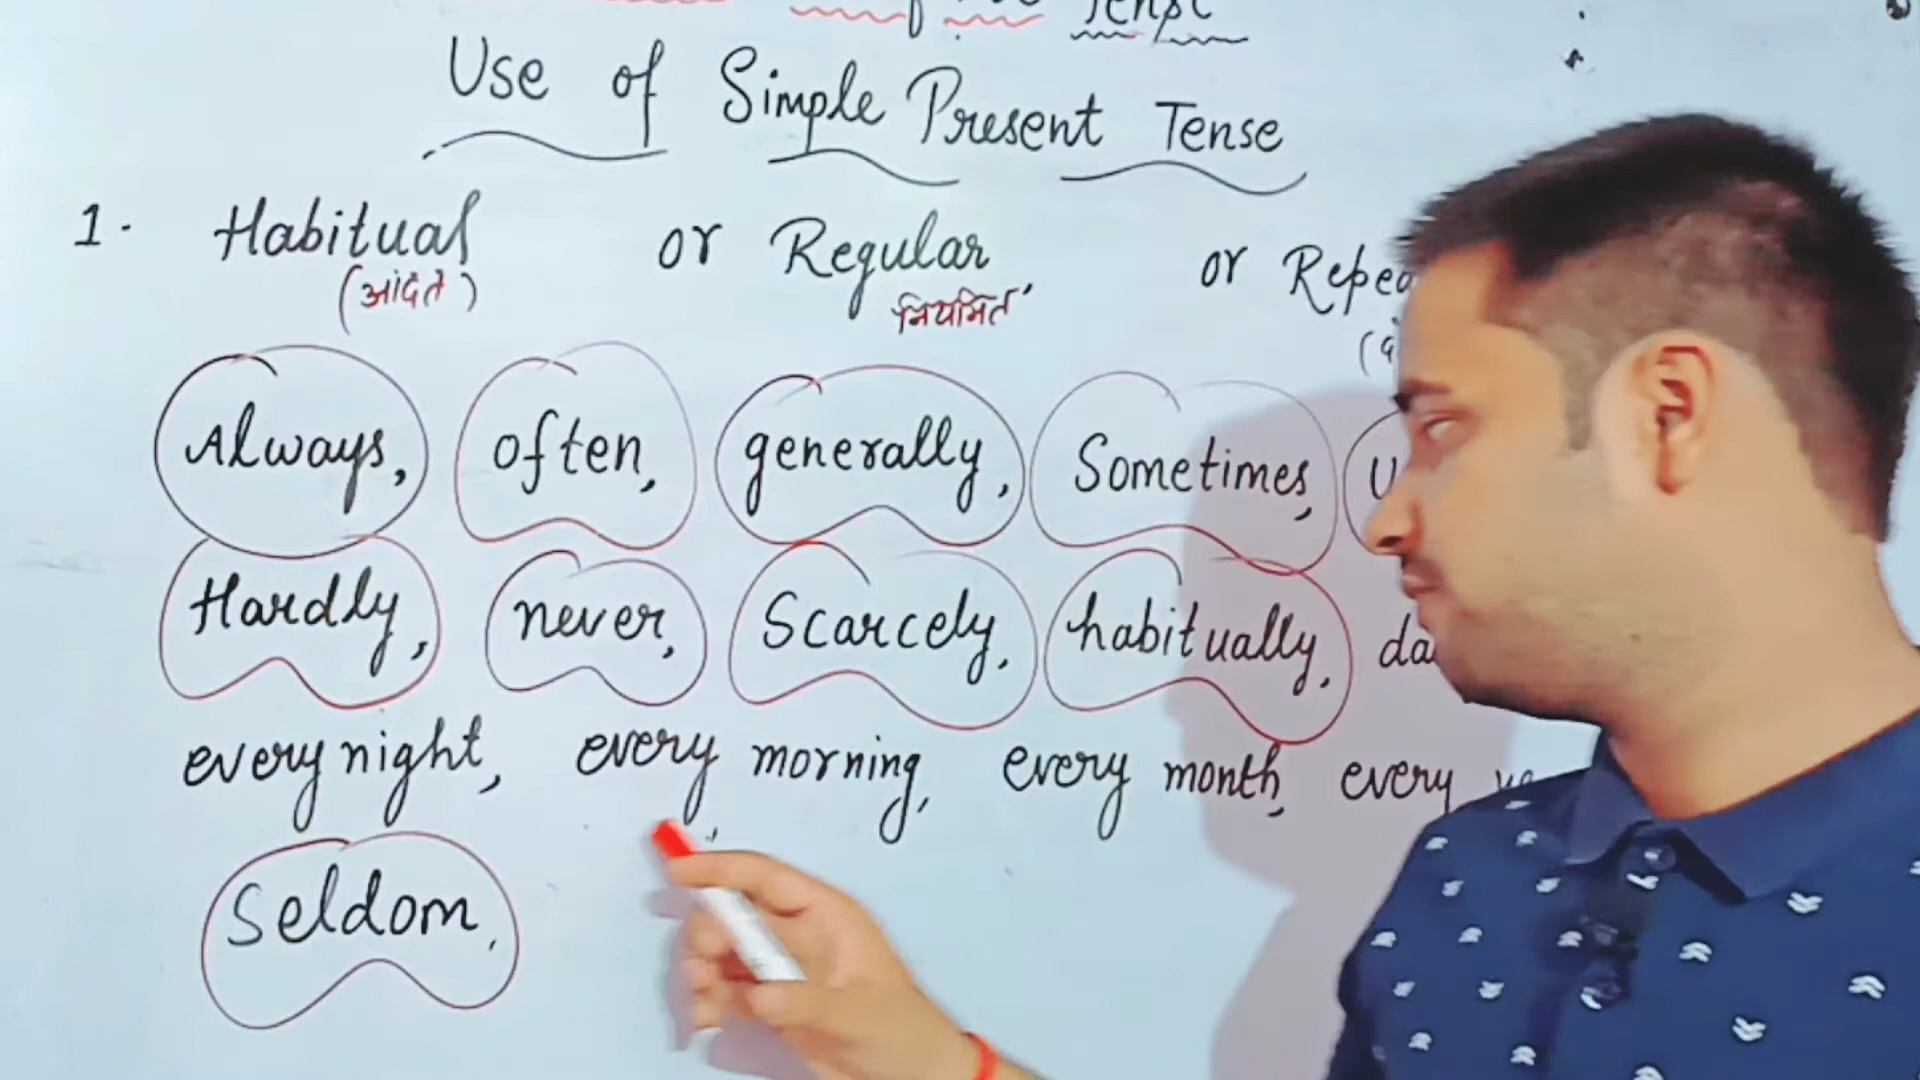 Tense
Use of Simple Present Tense
1. Habitual or Regular or
(आदते) नियमित
Always, often, generally, Sometimes,
Hardly, never, Scarcely, habitually,
every night, every morning, every month, every
Seldom,